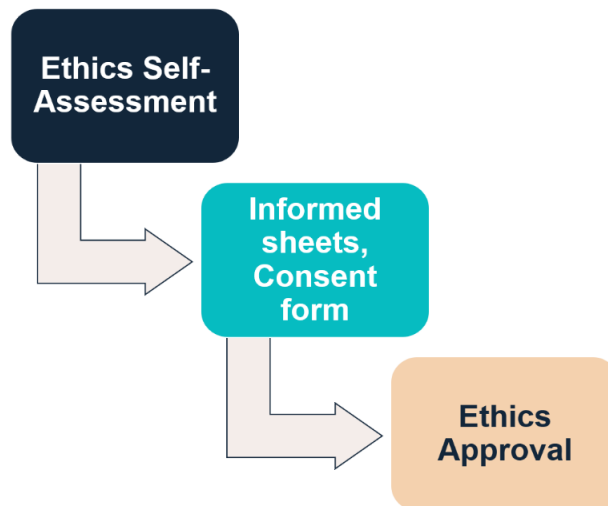 Ethics Self-
Assessment
Informed
sheets,
Consent
form
Ethics
Approval